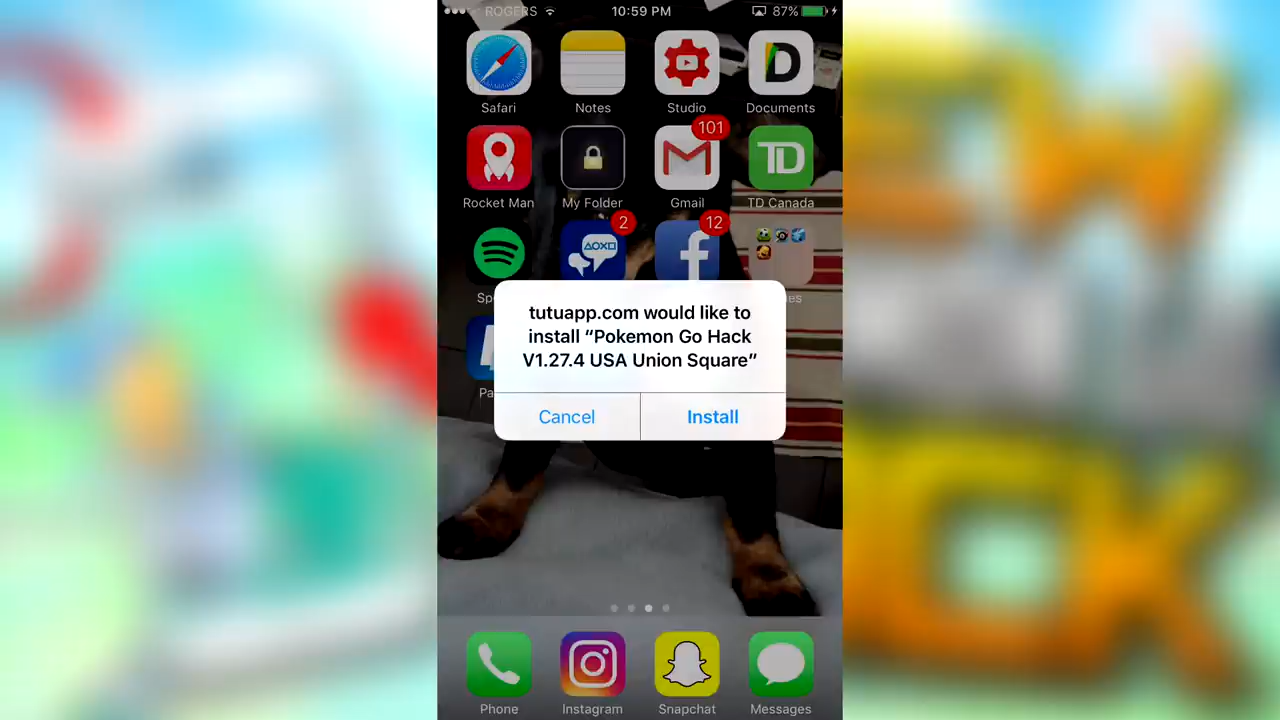 ROGERS 10:59 PM 87%
Safari Notes Studio Documents
101
Rocket Man My Folder Gmail TD Canada
2 12
tutuapp.com would like to
install “Pokemon Go Hack
V1.27.4 USA Union Square”
Cancel Install
Phone Instagram Snapchat Messages